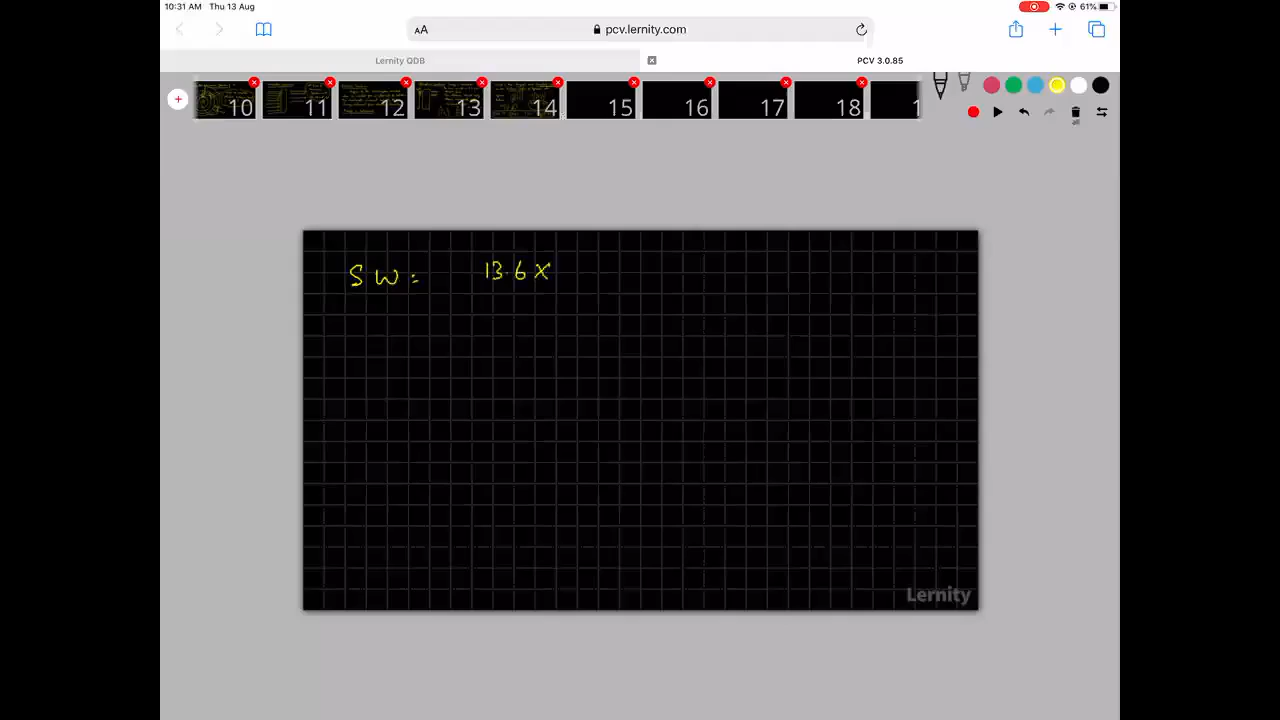 10:31 AM Thu 13 Aug
61%
AA
pcv.lernity.com
Lernity QDB
PCV 3.0.85
10 11 12 13 14 15 16 17 18 1
S W = 13.6 X
Lernity